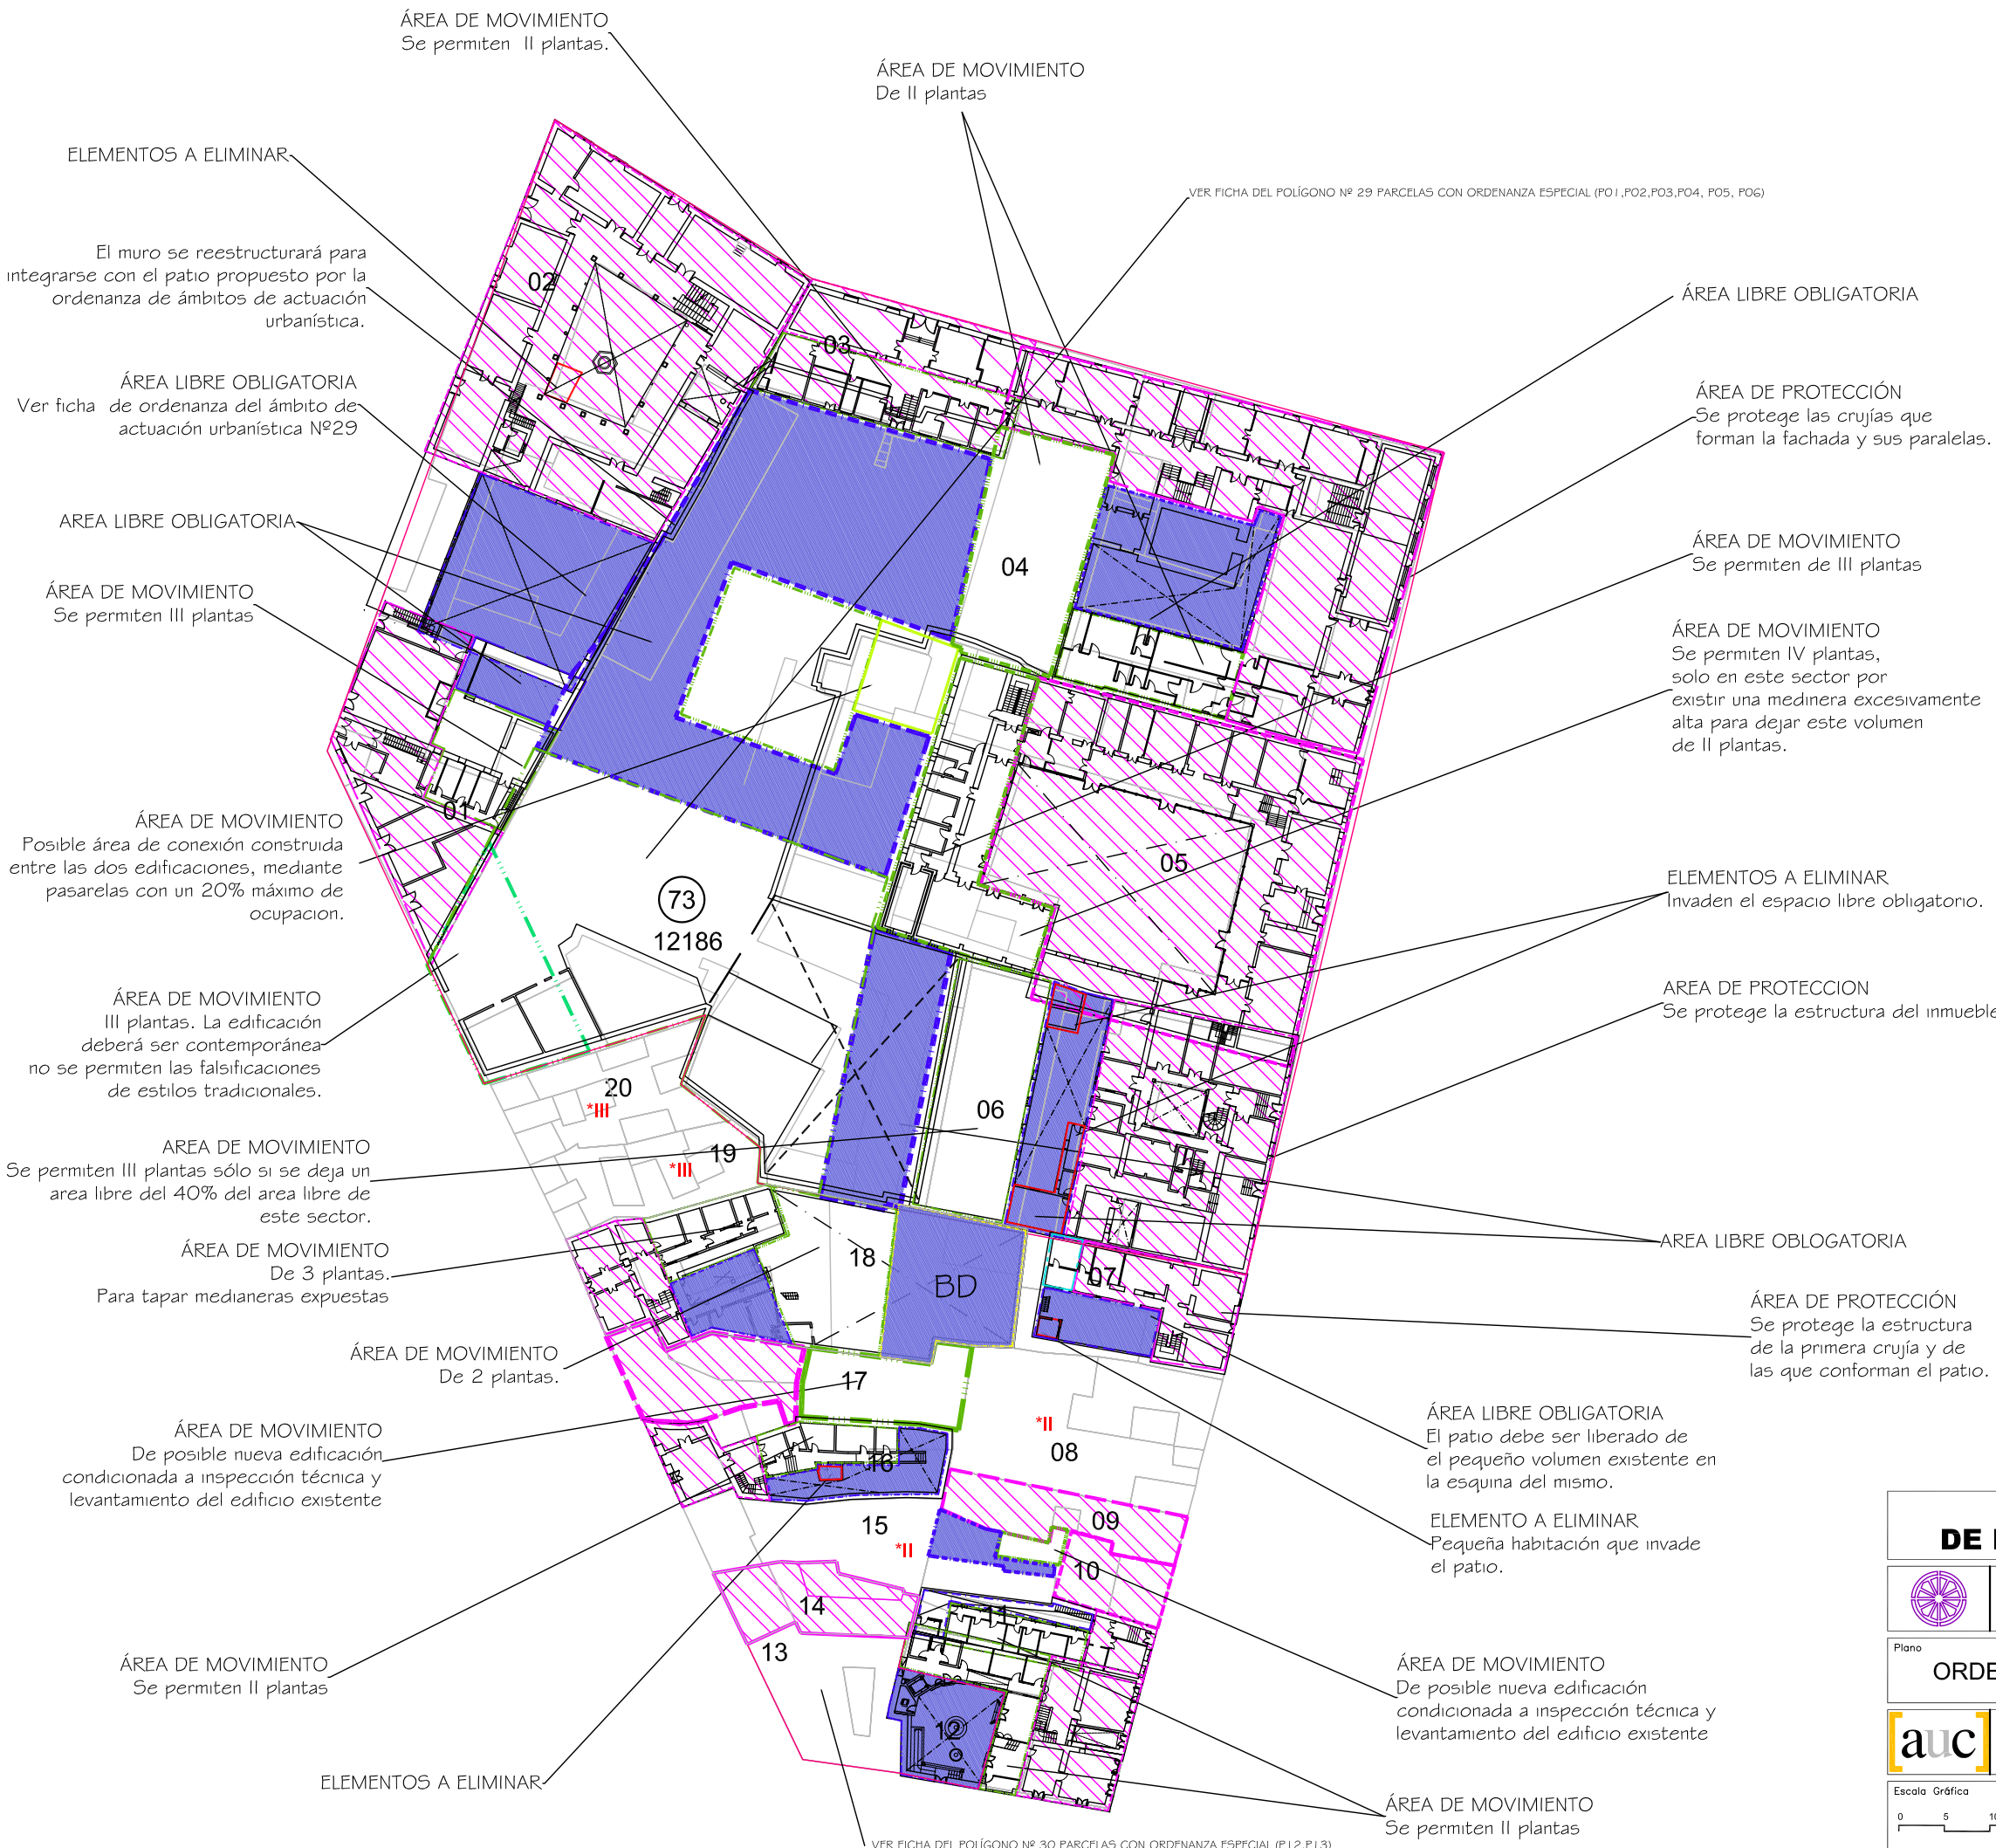 ÁREA DE MOVIMIENTO
Se permiten II plantas.
ÁREA DE MOVIMIENTO
De II plantas
ELEMENTOS A ELIMINAR
VER FICHA DEL POLÍGONO Nº 29 PARCELAS CON ORDENANZA ESPECIAL (P01,P02,P03,P04, P05, P06)
El muro se reestructurará para
integrarse con el patio propuesto por la
ordenanza de ámbitos de actuación
urbanística.
ÁREA LIBRE OBLIGATORIA
Ver ficha de ordenanza del ámbito de
actuación urbanística Nº29
AREA LIBRE OBLIGATORIA
ÁREA DE MOVIMIENTO
Se permiten III plantas
ÁREA DE MOVIMIENTO
Posible área de conexión construida
entre las dos edificaciones, mediante
pasarelas con un 20% máximo de
ocupacion.
ÁREA DE MOVIMIENTO
III plantas. La edificación
deberá ser contemporánea
no se permiten las falsificaciones
de estilos tradicionales.
AREA DE MOVIMIENTO
Se permiten III plantas sólo si se deja un
area libre del 40% del area libre de
este sector.
ÁREA DE MOVIMIENTO
De 3 plantas.
Para tapar medianeras expuestas
ÁREA DE MOVIMIENTO
De 2 plantas.
ÁREA DE MOVIMIENTO
De posible nueva edificación
condicionada a inspección técnica y
levantamiento del edificio existente
ÁREA DE MOVIMIENTO
Se permiten II plantas
ELEMENTOS A ELIMINAR
02
03
04
01
05
73
12186
06
20
*III
19
*III
18
BD
07
17
*II
08
16
15
*II
09
10
14
11
13
12
ÁREA LIBRE OBLIGATORIA
ÁREA DE PROTECCIÓN
Se protege las crujías que
forman la fachada y sus paralelas.
ÁREA DE MOVIMIENTO
Se permiten de III plantas
ÁREA DE MOVIMIENTO
Se permiten IV plantas,
solo en este sector por
existir una medinera excesivamente
alta para dejar este volumen
de II plantas.
ELEMENTOS A ELIMINAR
Invaden el espacio libre obligatorio.
AREA DE PROTECCION
Se protege la estructura del inmueble
AREA LIBRE OBLOGATORIA
ÁREA DE PROTECCIÓN
Se protege la estructura
de la primera crujía y de
las que conforman el patio.
ÁREA LIBRE OBLIGATORIA
El patio debe ser liberado de
el pequeño volumen existente en
la esquina del mismo.
ELEMENTO A ELIMINAR
Pequeña habitación que invade
el patio.
ÁREA DE MOVIMIENTO
De posible nueva edificación
condicionada a inspección técnica y
levantamiento del edificio existente
ÁREA DE MOVIMIENTO
Se permiten II plantas
VER FICHA DEL POLÍGONO Nº 30 PARCELAS CON ORDENANZA ESPECIAL (P12,P13)
DE
Plano
ORDE
[auc]
Escala Gráfica
0 5 10